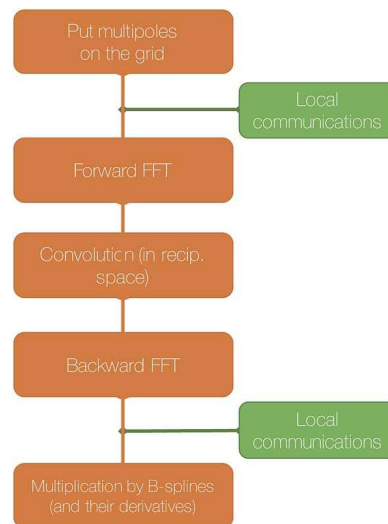 Put multipoles
on the grid
Local
communications
Forward FFT
Convolution (in recip.
space)
Backward FFT
Local
communications
Multiplication by B-splines
(and their derivatives)